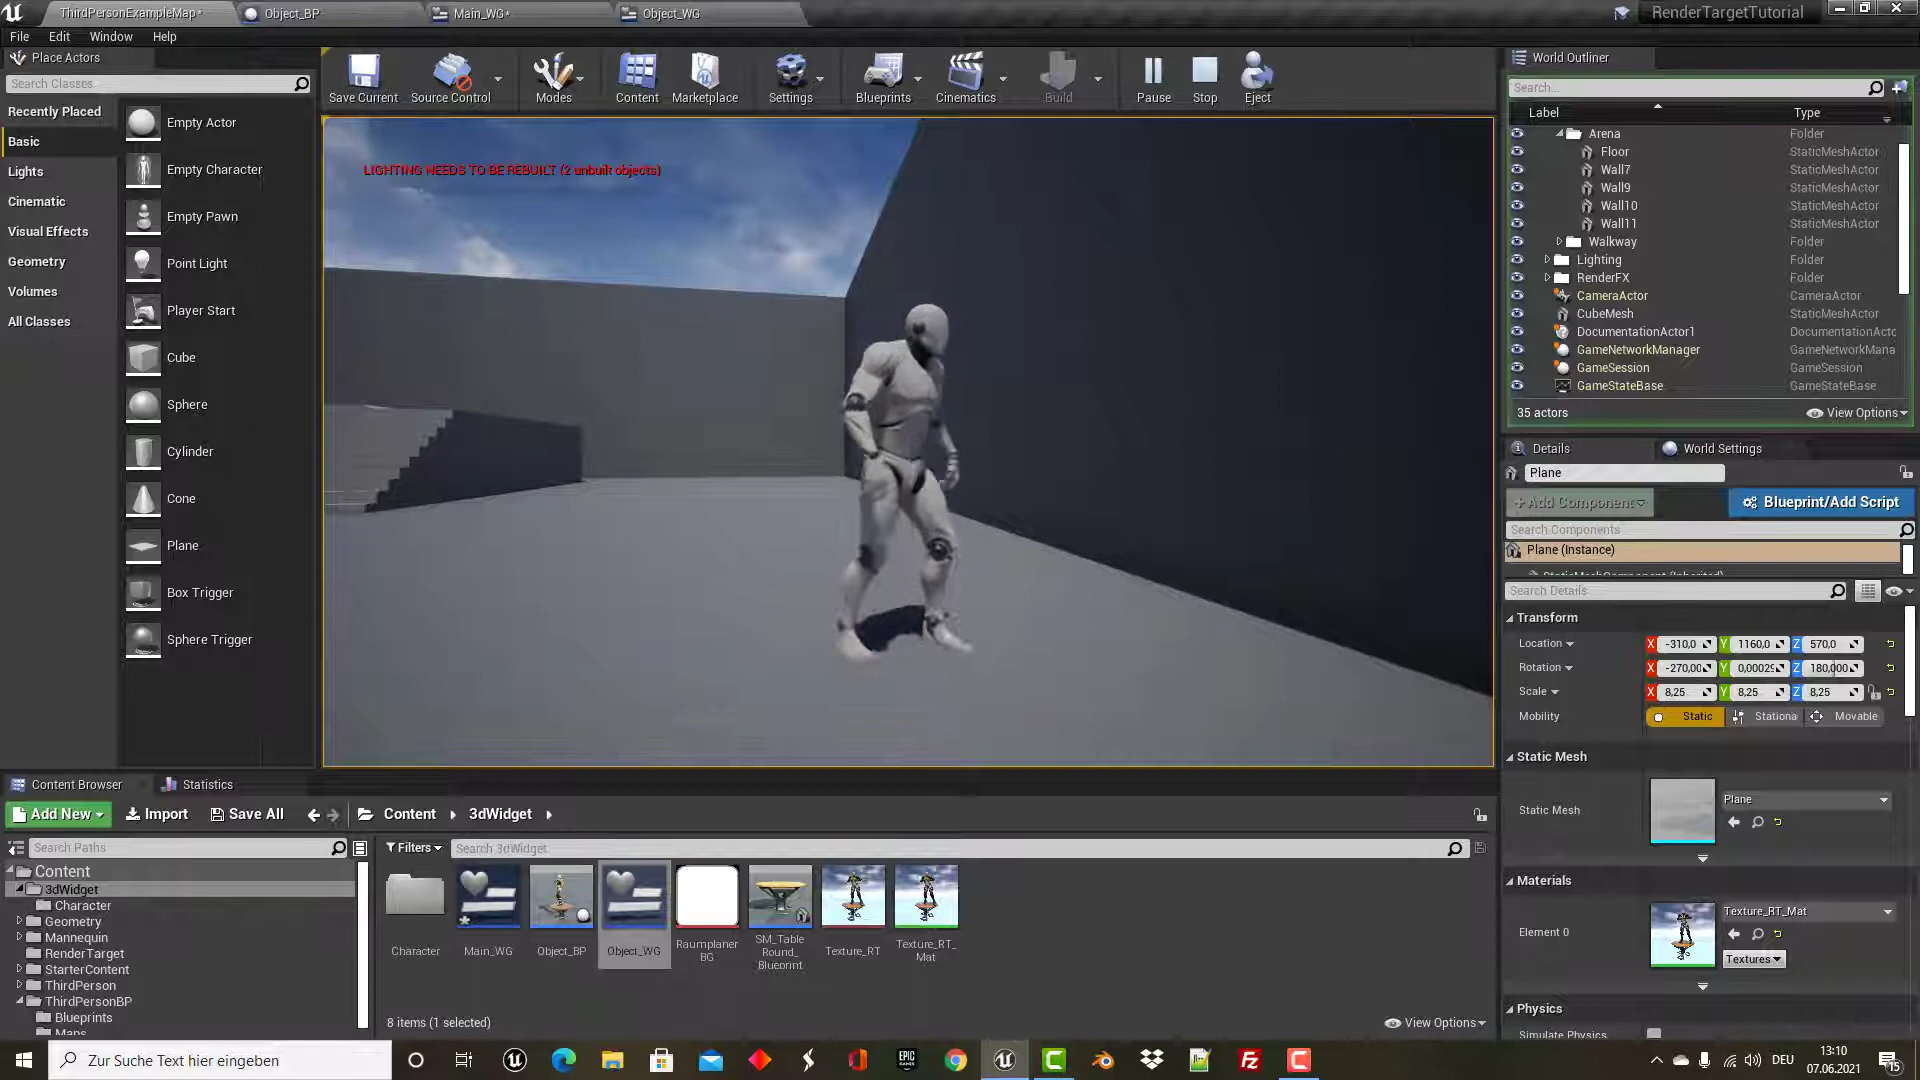 ThirdPersonExampleMap*
Object_BP
Main_WG*
Object_WG
RenderTargetTutorial
File
Edit
Window
Help
Place Actors
Search Classes
Recently Placed
Basic
Lights
Cinematic
Visual Effects
Geometry
Volumes
All Classes
Empty Actor
Empty Character
Empty Pawn
Point Light
Player Start
Cube
Sphere
Cylinder
Cone
Plane
Box Trigger
Sphere Trigger
Save Current
Source Control
Modes
Content
Marketplace
Settings
Blueprints
Cinematics
Build
Pause
Stop
Eject
LIGHTING NEEDS TO BE REBUILT (2 unbuilt objects)
World Outliner
Search...
Label
Type
Arena Folder
Floor StaticMeshActor
Wall7 StaticMeshActor
Wall9 StaticMeshActor
Wall10 StaticMeshActor
Wall11 StaticMeshActor
Walkway Folder
Lighting Folder
RenderFX Folder
CameraActor CameraActor
CubeMesh StaticMeshActor
DocumentationActor1 DocumentationActo
GameNetworkManager GameNetworkMana
GameSession GameSession
GameStateBase GameStateBase
35 actors
View Options
Details
World Settings
Plane
+Add Component
Blueprint/Add Script
Search Components
Plane (Instance)
StaticMeshComponent (Inherited)
Search Details
Transform
Location X -310,0 Y 1160,0 Z 570,0
Rotation X -270,00 Y 0,00029 Z 180,000
Scale X 8,25 Y 8,25 Z 8,25
Mobility Static Stationa Movable
Static Mesh
Static Mesh
Plane
Materials
Element 0
Texture_RT_Mat
Textures
Physics
Simulate Physics
Content Browser
Statistics
Add New
Import
Save All
Content
3dWidget
Search Paths
Filters
Search 3dWidget
Content
3dWidget
Character
Geometry
Mannequin
RenderTarget
StarterContent
ThirdPerson
ThirdPersonBP
Blueprints
Maps
Character
Main_WG
Object_BP
Object_WG
Raumplaner
BG
SM_Table
Round_
Blueprint
Texture_RT
Texture_RT_
Mat
8 items (1 selected)
View Options
Zur Suche Text hier eingeben
EPIC
GAMES
DEU
13:10
07.06.2021
15